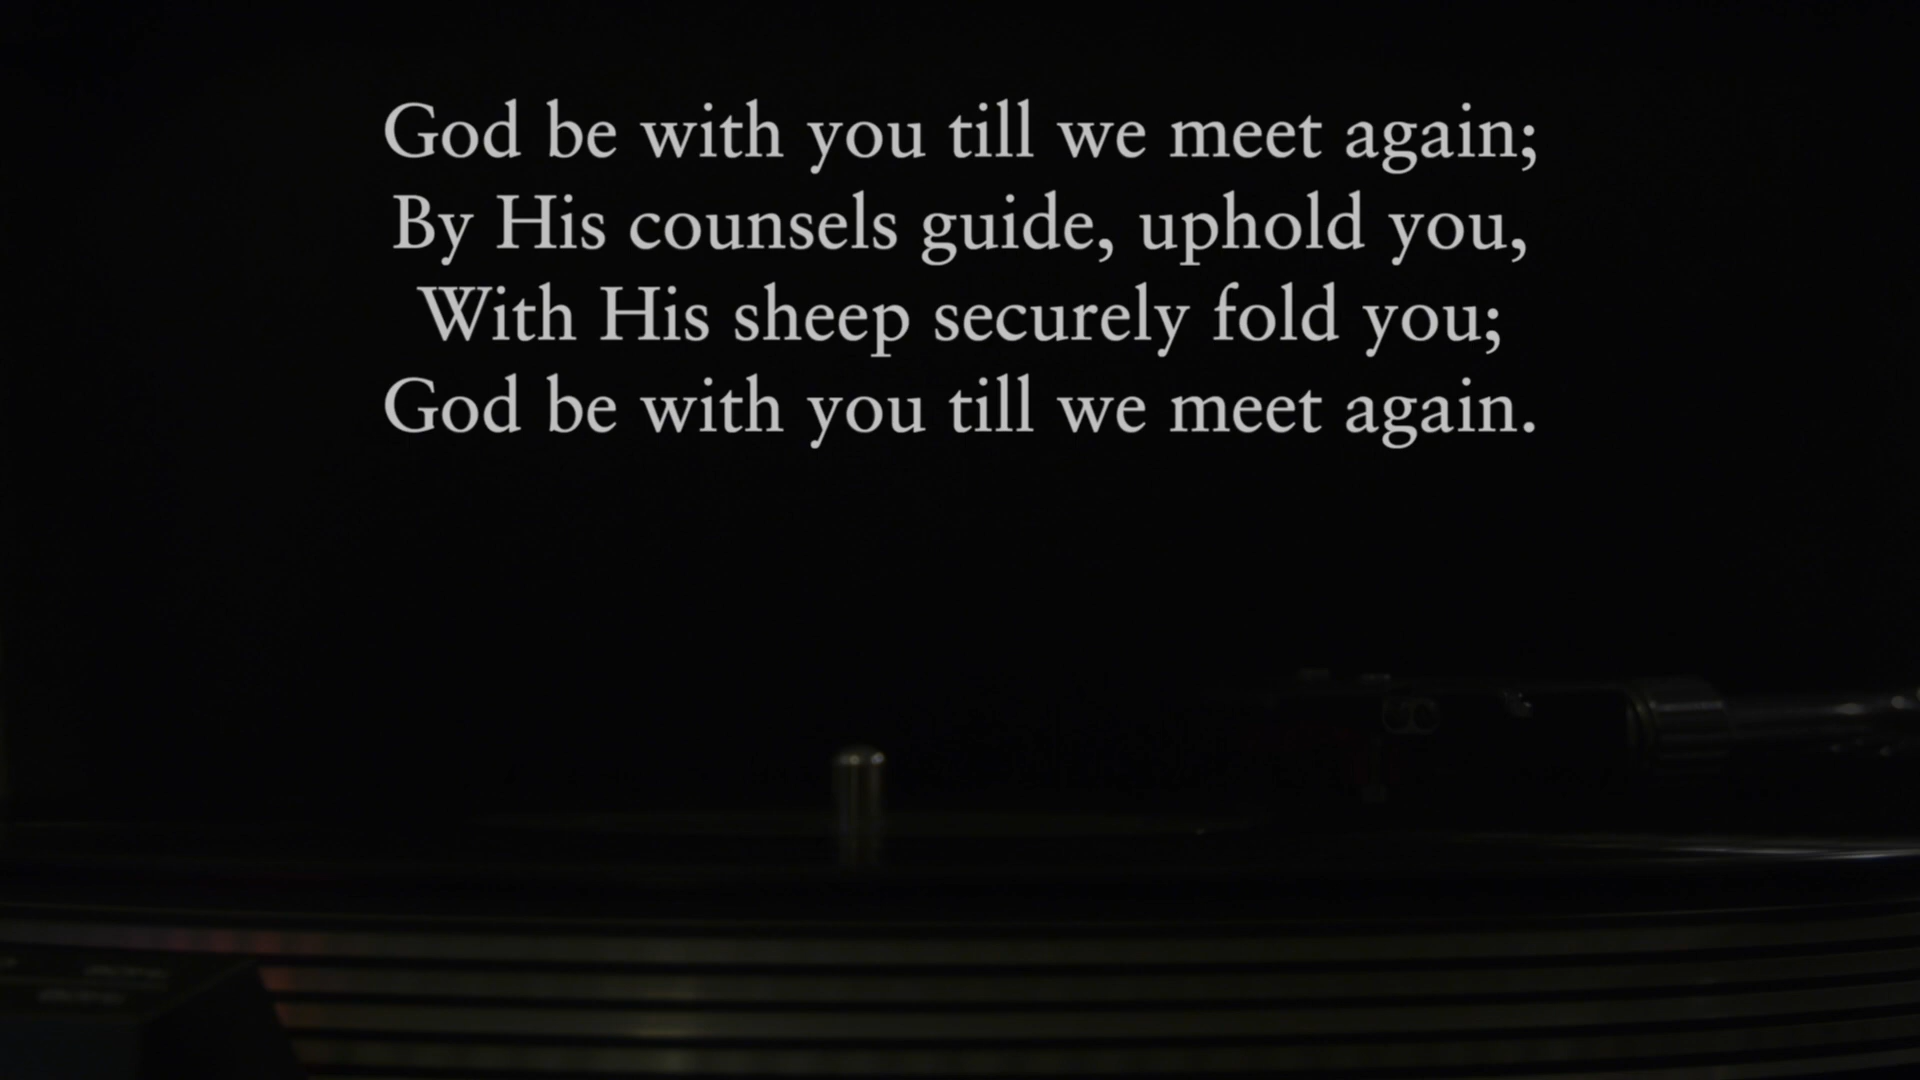 God be with you till we meet again;
By His counsels guide, uphold you,
With His sheep securely fold you;
God be with you till we meet again.